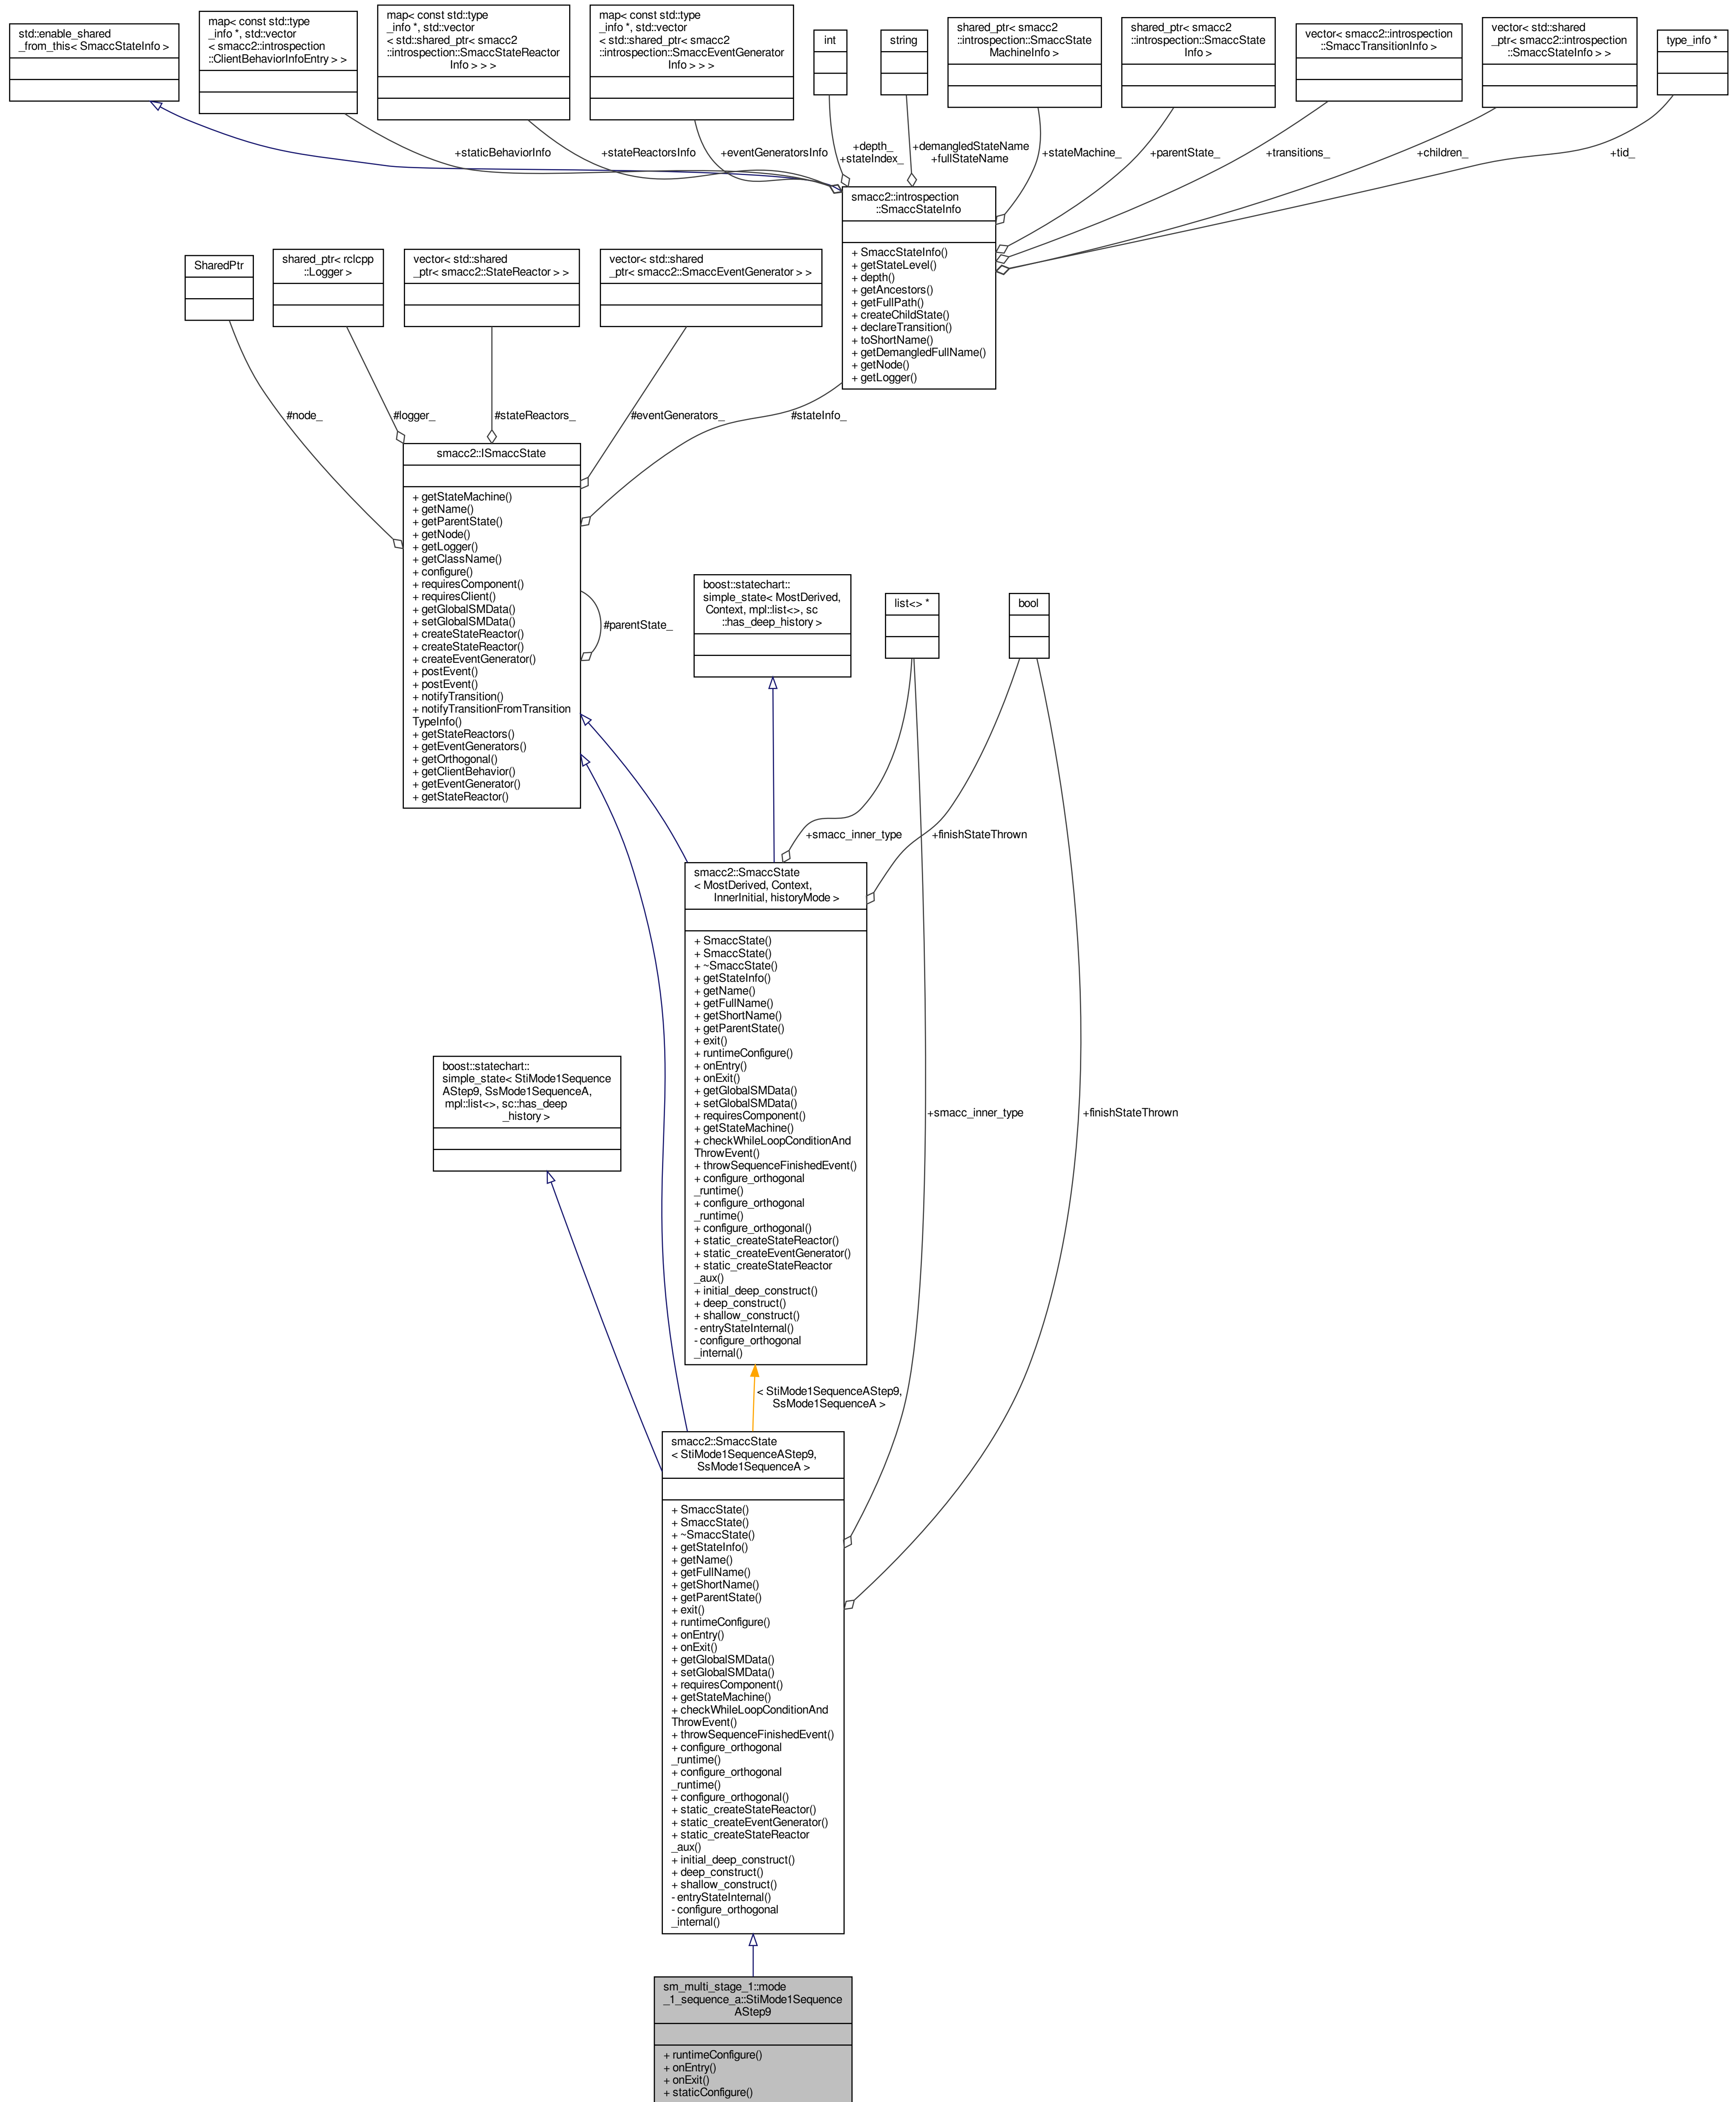 std::enable_shared
_from_this< SmaccStateInfo >
map< const std::type
_info *, std::vector
< smacc2::introspection
::ClientBehaviorInfoEntry > >
map< const std::type
_info *, std::vector
< std::shared_ptr< smacc2
::introspection::SmaccStateReactor
Info > > >
map< const std::type
_info *, std::vector
< std::shared_ptr< smacc2
::introspection::SmaccEventGenerator
Info > > >
int
string
shared_ptr< smacc2
::introspection::SmaccState
MachineInfo >
shared_ptr< smacc2
::introspection::SmaccState
Info >
vector< smacc2::introspection
::SmaccTransitionInfo >
vector< std::shared
_ptr< smacc2::introspection
::SmaccStateInfo > >
type_info *
+staticBehaviorInfo
+stateReactorsInfo
+eventGeneratorsInfo
+depth_
+stateIndex_
+demangledStateName
+fullStateName
+stateMachine_
+parentState_
+transitions_
+children_
+tid_
smacc2::introspection
::SmaccStateInfo
+ SmaccStateInfo()
+ getStateLevel()
+ depth()
+ getAncestors()
+ getFullPath()
+ createChildState()
+ declareTransition()
+ toShortName()
+ getDemangledFullName()
+ getNode()
+ getLogger()
SharedPtr
shared_ptr< rclcpp
::Logger >
vector< std::shared
_ptr< smacc2::StateReactor > >
vector< std::shared
_ptr< smacc2::SmaccEventGenerator > >
#node_
#logger_
#stateReactors_
#eventGenerators_
#stateInfo_
smacc2::ISmaccState
+ getStateMachine()
+ getName()
+ getParentState()
+ getNode()
+ getLogger()
+ getClassName()
+ configure()
+ requiresComponent()
+ requiresClient()
+ getGlobalSMData()
+ setGlobalSMData()
+ createStateReactor()
+ createStateReactor()
+ createEventGenerator()
+ postEvent()
+ postEvent()
+ notifyTransition()
+ notifyTransitionFromTransition
TypeInfo()
+ getStateReactors()
+ getEventGenerators()
+ getOrthogonal()
+ getClientBehavior()
+ getEventGenerator()
+ getStateReactor()
#parentState_
boost::statechart::
simple_state< MostDerived,
Context, mpl::list<>, sc
::has_deep_history >
list<> *
bool
+smacc_inner_type
+finishStateThrown
smacc2::SmaccState
< MostDerived, Context,
InnerInitial, historyMode >
+ SmaccState()
+ SmaccState()
+ ~SmaccState()
+ getStateInfo()
+ getName()
+ getFullName()
+ getShortName()
+ getParentState()
+ exit()
+ runtimeConfigure()
+ onEntry()
+ onExit()
+ getGlobalSMData()
+ setGlobalSMData()
+ requiresComponent()
+ getStateMachine()
+ checkWhileLoopConditionAnd
ThrowEvent()
+ throwSequenceFinishedEvent()
+ configure_orthogonal
_runtime()
+ configure_orthogonal
_runtime()
+ configure_orthogonal()
+ static_createStateReactor()
+ static_createEventGenerator()
+ static_createStateReactor
_aux()
+ initial_deep_construct()
+ deep_construct()
+ shallow_construct()
- entryStateInternal()
- configure_orthogonal
_internal()
boost::statechart::
simple_state< StiMode1Sequence
AStep9, SsMode1SequenceA,
mpl::list<>, sc::has_deep
_history >
+smacc_inner_type
+finishStateThrown
< StiMode1SequenceAStep9,
SsMode1SequenceA >
smacc2::SmaccState
< StiMode1SequenceAStep9,
SsMode1SequenceA >
+ SmaccState()
+ SmaccState()
+ ~SmaccState()
+ getStateInfo()
+ getName()
+ getFullName()
+ getShortName()
+ getParentState()
+ exit()
+ runtimeConfigure()
+ onEntry()
+ onExit()
+ getGlobalSMData()
+ setGlobalSMData()
+ requiresComponent()
+ getStateMachine()
+ checkWhileLoopConditionAnd
ThrowEvent()
+ throwSequenceFinishedEvent()
+ configure_orthogonal
_runtime()
+ configure_orthogonal
_runtime()
+ configure_orthogonal()
+ static_createStateReactor()
+ static_createEventGenerator()
+ static_createStateReactor
_aux()
+ initial_deep_construct()
+ deep_construct()
+ shallow_construct()
- entryStateInternal()
- configure_orthogonal
_internal()
sm_multi_stage_1::mode
_1_sequence_a::StiMode1Sequence
AStep9
+ runtimeConfigure()
+ onEntry()
+ onExit()
+ staticConfigure()